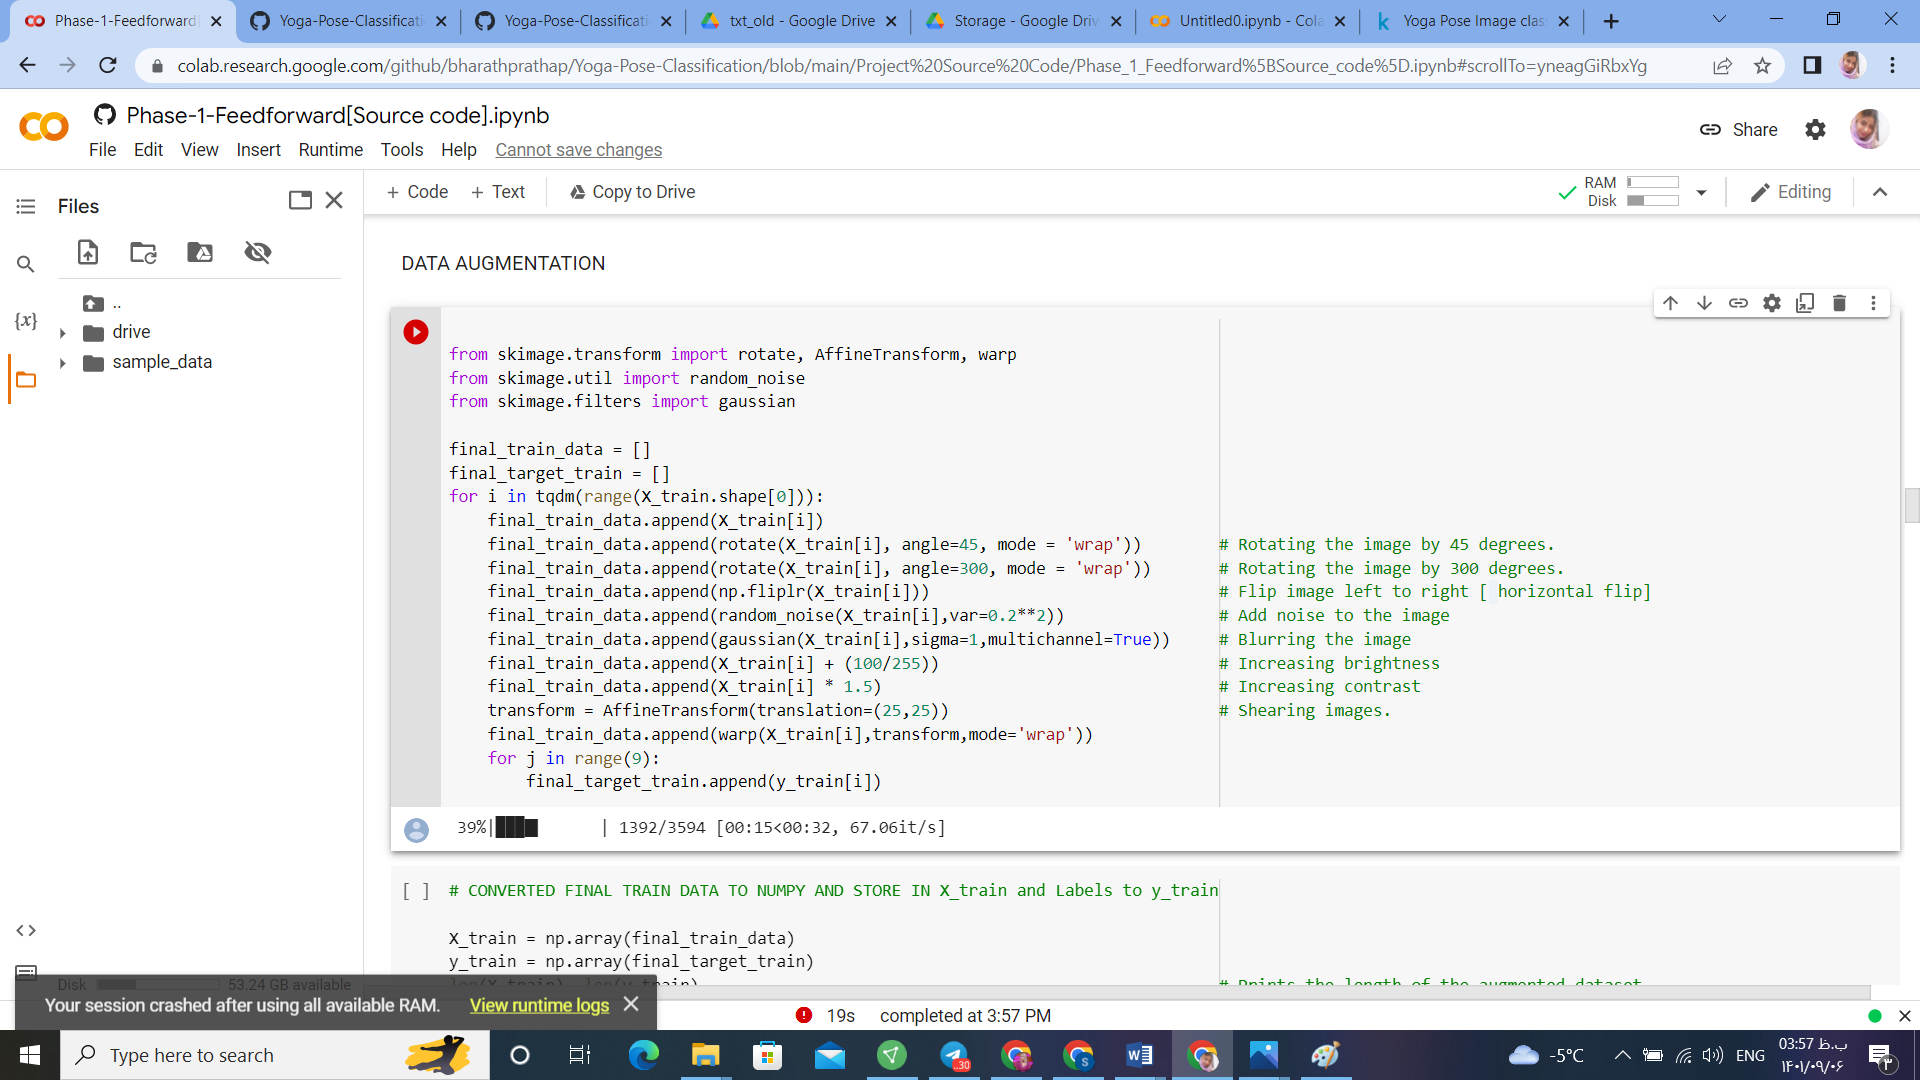 Phase-1-Feedforward
Yoga-Pose-Classificati
Yoga-Pose-Classificati
txt_old - Google Drive
Storage - Google Driv
Untitled0.ipynb - Cola
Yoga Pose Image clas
colab.research.google.com/github/bharathprathap/Yoga-Pose-Classification/blob/main/Project%20Source%20Code/Phase_1_Feedforward%5BSource_code%5D.ipynb#scrollTo=yneagGiRbxYg
Phase-1-Feedforward[Source code].ipynb
File Edit View Insert Runtime Tools Help Cannot save changes
Share
+ Code + Text Copy to Drive
RAM
Disk
Editing
Files
..
drive
sample_data
{x}
DATA AUGMENTATION
from skimage.transform import rotate, AffineTransform, warp
from skimage.util import random_noise
from skimage.filters import gaussian
final_train_data = []
final_target_train = []
for i in tqdm(range(X_train.shape[0])):
final_train_data.append(X_train[i])
final_train_data.append(rotate(X_train[i], angle=45, mode = 'wrap')) # Rotating the image by 45 degrees.
final_train_data.append(rotate(X_train[i], angle=300, mode = 'wrap')) # Rotating the image by 300 degrees.
final_train_data.append(np.fliplr(X_train[i])) # Flip image left to right [ horizontal flip]
final_train_data.append(random_noise(X_train[i],var=0.2**2)) # Add noise to the image
final_train_data.append(gaussian(X_train[i],sigma=1,multichannel=True)) # Blurring the image
final_train_data.append(X_train[i] + (100/255)) # Increasing brightness
final_train_data.append(X_train[i] * 1.5) # Increasing contrast
transform = AffineTransform(translation=(25,25)) # Shearing images.
final_train_data.append(warp(X_train[i],transform,mode='wrap'))
for j in range(9):
final_target_train.append(y_train[i])
39%| | 1392/3594 [00:15<00:32, 67.06it/s]
[ ] # CONVERTED FINAL TRAIN DATA TO NUMPY AND STORE IN X_train and Labels to y_train
X_train = np.array(final_train_data)
y_train = np.array(final_target_train)
len(X_train), len(y_train) # Prints the length of the augmented dataset
Disk 53.24 GB available
Your session crashed after using all available RAM. View runtime logs
19s completed at 3:57 PM
Type here to search
..30
-5°C
ENG
03:57 ب.ظ
۱۴۰۱/۰۹/۰۶
۳